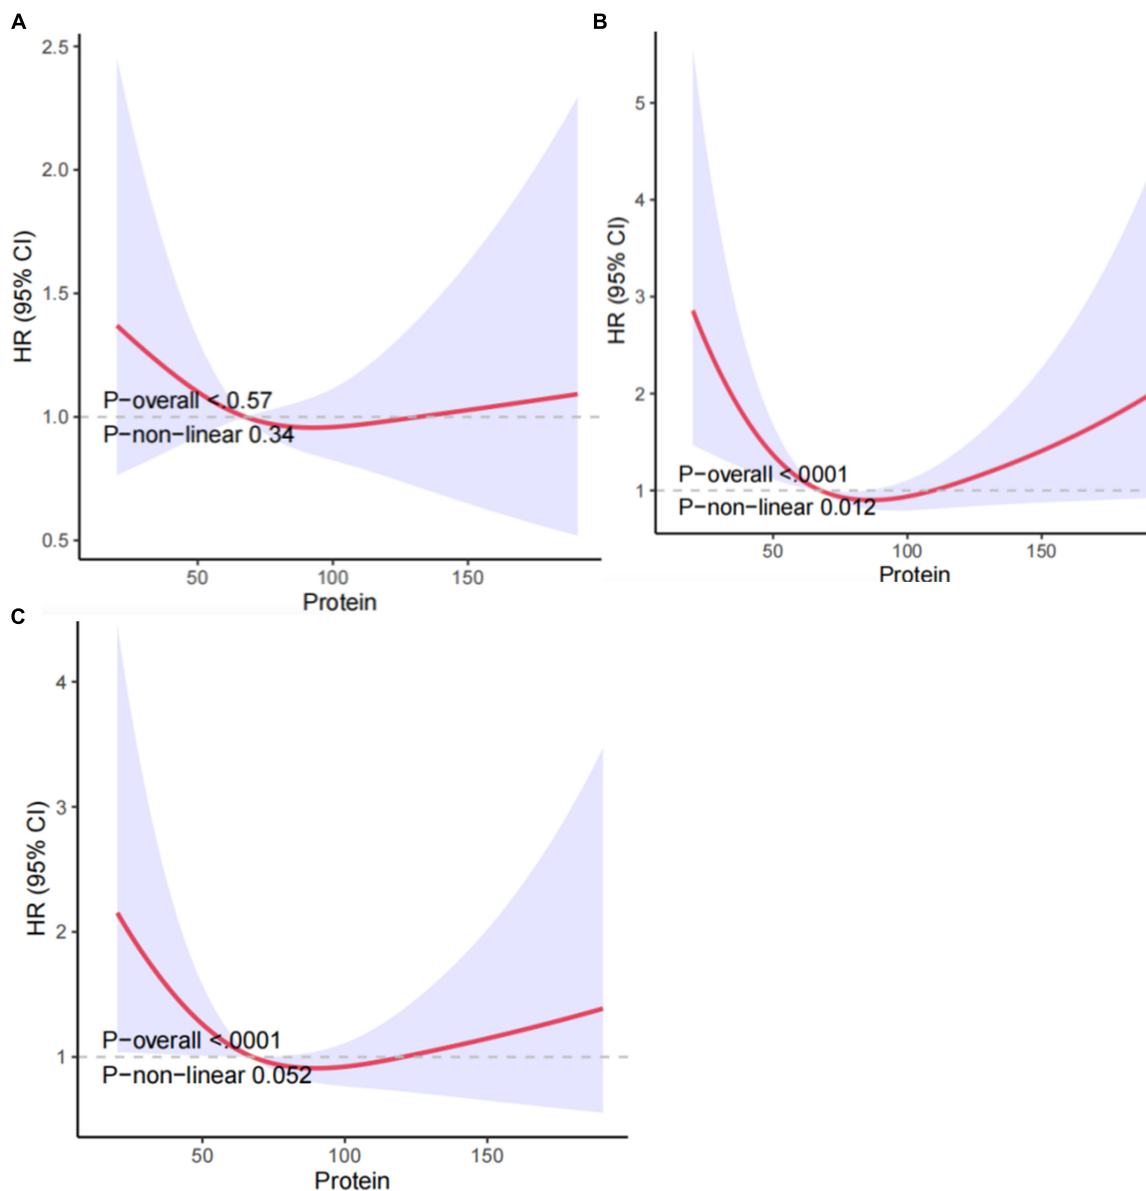 A
HR (95% CI)
2.5
2.0
1.5
1.0
0.5
P-overall < 0.57
P-non-linear 0.34
50 100 150
Protein
B
HR (95% CI)
5
4
3
2
1
P-overall <.0001
P-non-linear 0.012
50 100 150
Protein
C
HR (95% CI)
4
3
2
1
P-overall <.0001
P-non-linear 0.052
50 100 150
Protein